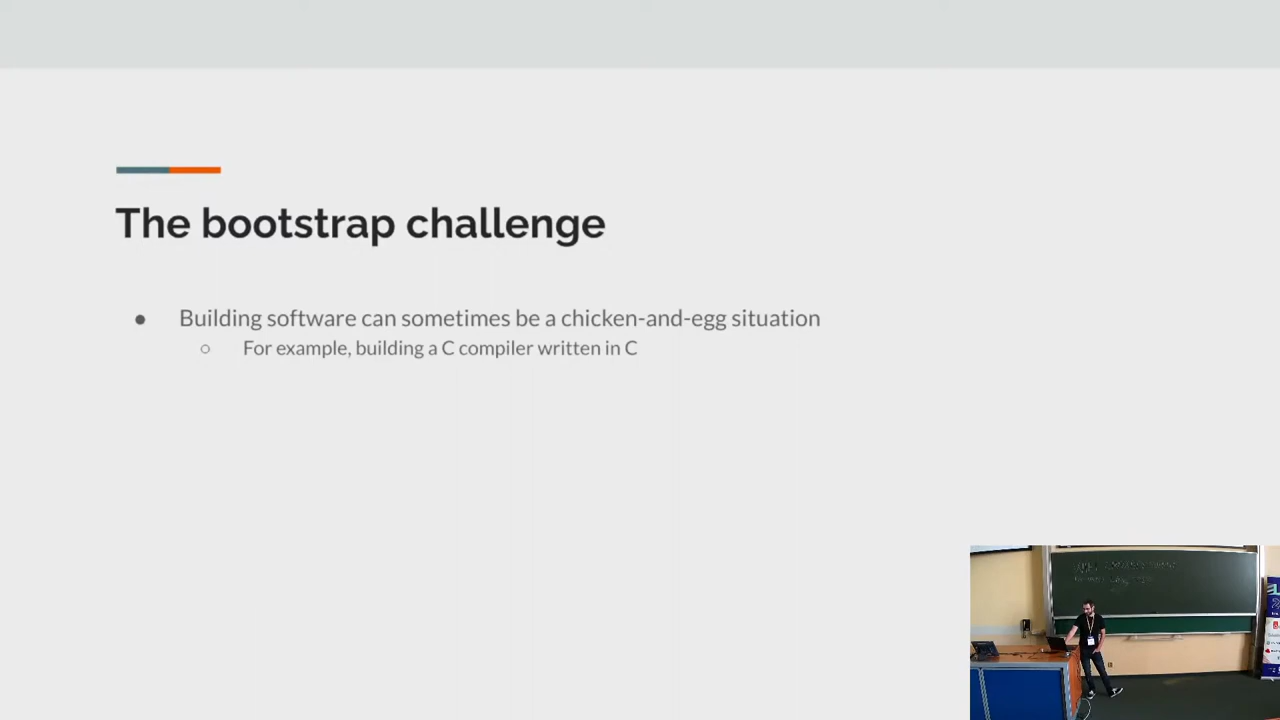 The bootstrap challenge
● Building software can sometimes be a chicken-and-egg situation
○ For example, building a C compiler written in C